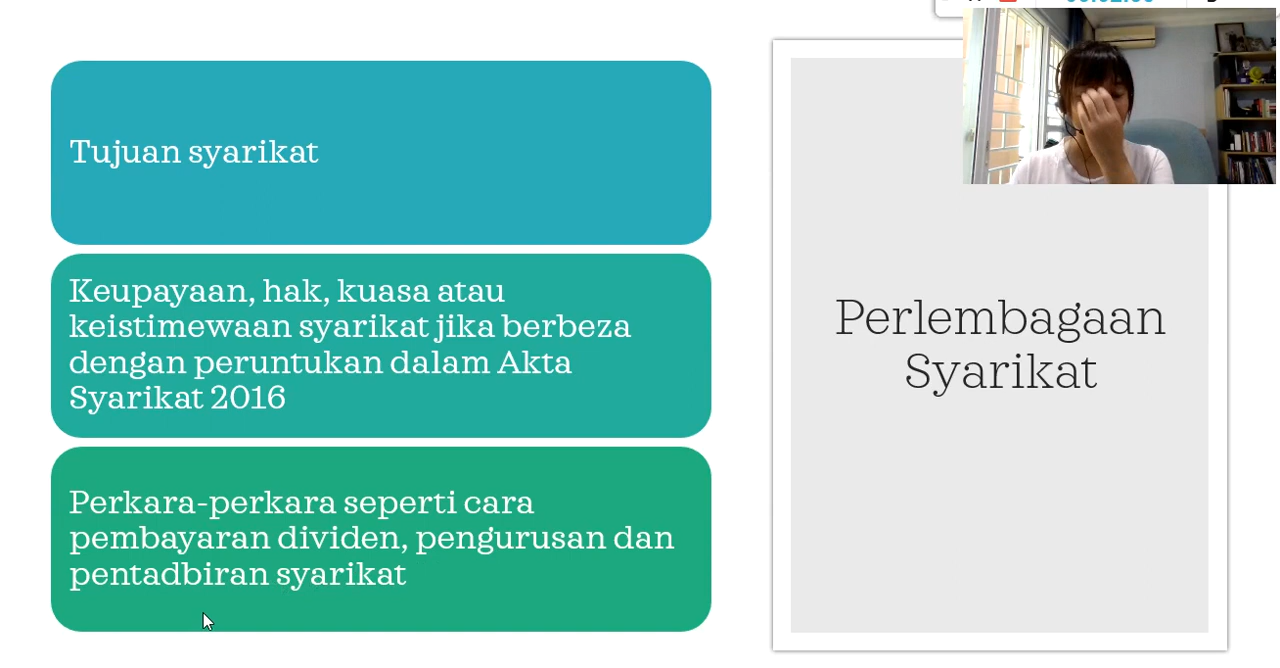 Tujuan syarikat
Keupayaan, hak, kuasa atau
keistimewaan syarikat jika berbeza
dengan peruntukan dalam Akta
Syarikat 2016
Perkara-perkara seperti cara
pembayaran dividen, pengurusan dan
pentadbiran syarikat
Perlembagaan
Syarikat